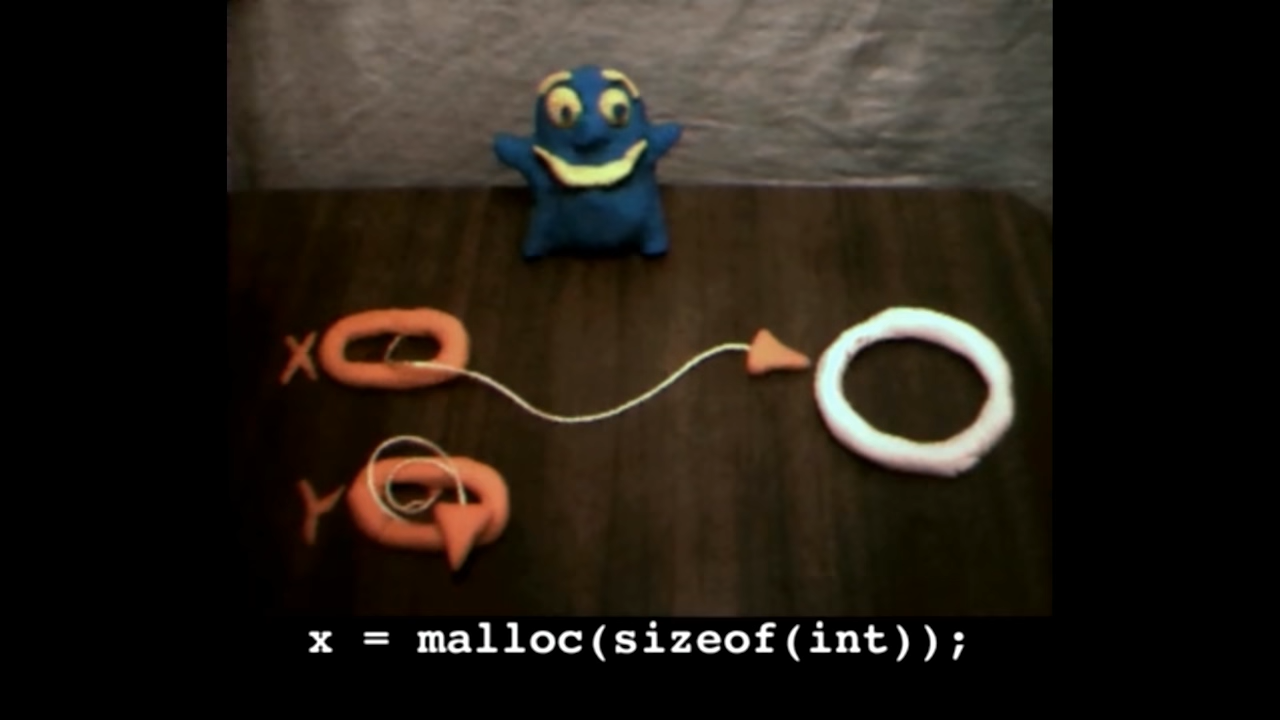 X
Y
x = malloc(sizeof(int));